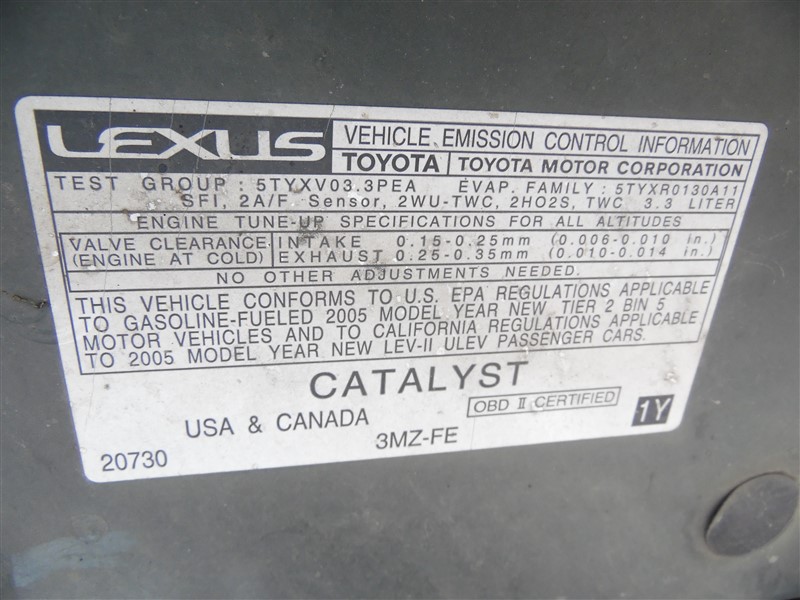 LEXUS
VEHICLE EMISSION CONTROL INFORMATION
TOYOTA TOYOTA MOTOR CORPORATION
TEST GROUP : 5TYXV03.3PEA EVAP. FAMILY : 5TYXR0130A11
SFI, 2A/F Sensor, 2WU-TWC, 2HO2S, TWC 3.3 LITER
ENGINE TUNE-UP SPECIFICATIONS FOR ALL ALTITUDES
VALVE CLEARANCE INTAKE 0.15-0.25mm (0.006-0.010 in.)
(ENGINE AT COLD) EXHAUST 0.25-0.35mm (0.010-0.014 in.)
NO OTHER ADJUSTMENTS NEEDED.
THIS VEHICLE CONFORMS TO U.S. EPA REGULATIONS APPLICABLE
TO GASOLINE-FUELED 2005 MODEL YEAR NEW TIER 2 BIN 5
MOTOR VEHICLES AND TO CALIFORNIA REGULATIONS APPLICABLE
TO 2005 MODEL YEAR NEW LEV-II ULEV PASSENGER CARS.
CATALYST
USA & CANADA
OBD II CERTIFIED
1Y
20730
3MZ-FE